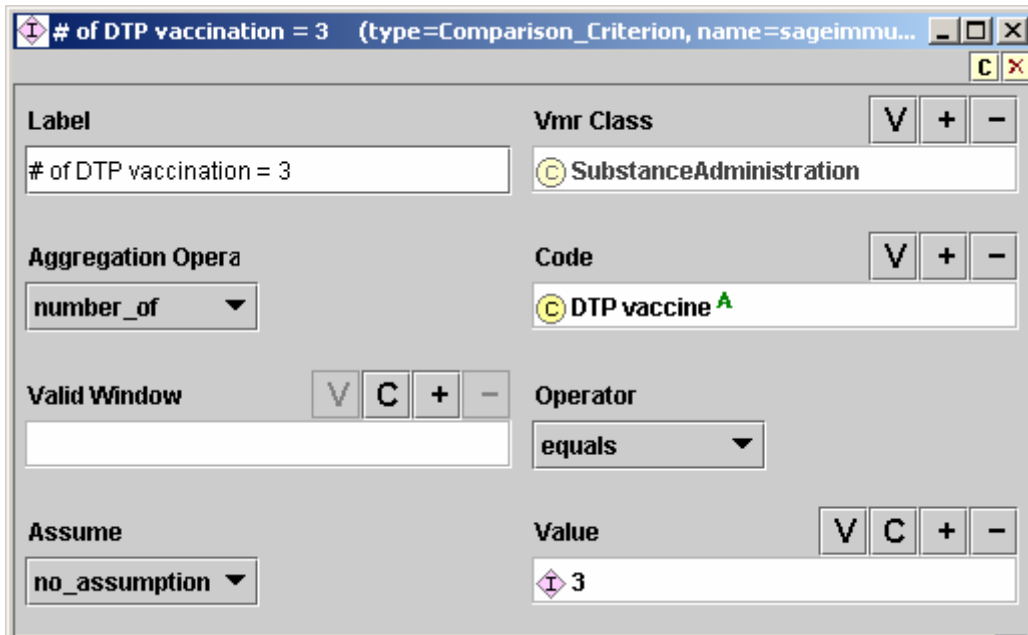 # of DTP vaccination = 3 (type=Comparison_Criterion, name=sageimmu...
C
Label
Vmr Class
V + −
# of DTP vaccination = 3
C SubstanceAdministration
Aggregation Opera
Code
V + −
number_of
C DTP vaccine A
Valid Window
V C + −
Operator
equals
Assume
Value
V C + −
no_assumption
I 3